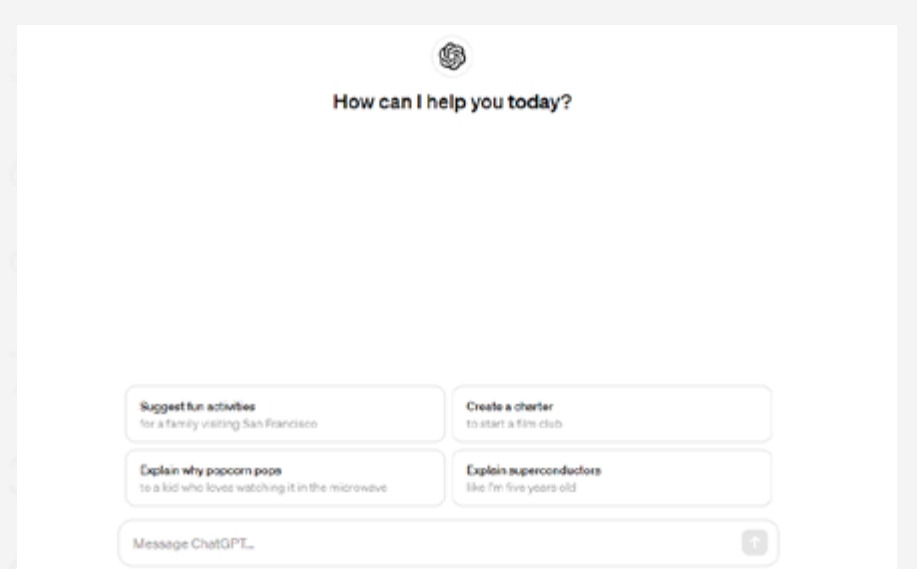 How can I help you today?
Suggest fun activities
for a family visiting San Francisco
Create a charter
to start a film club
Explain why popcorn pops
to a kid who loves watching it in the microwave
Explain superconductors
like I'm five years old
Message ChatGPT...